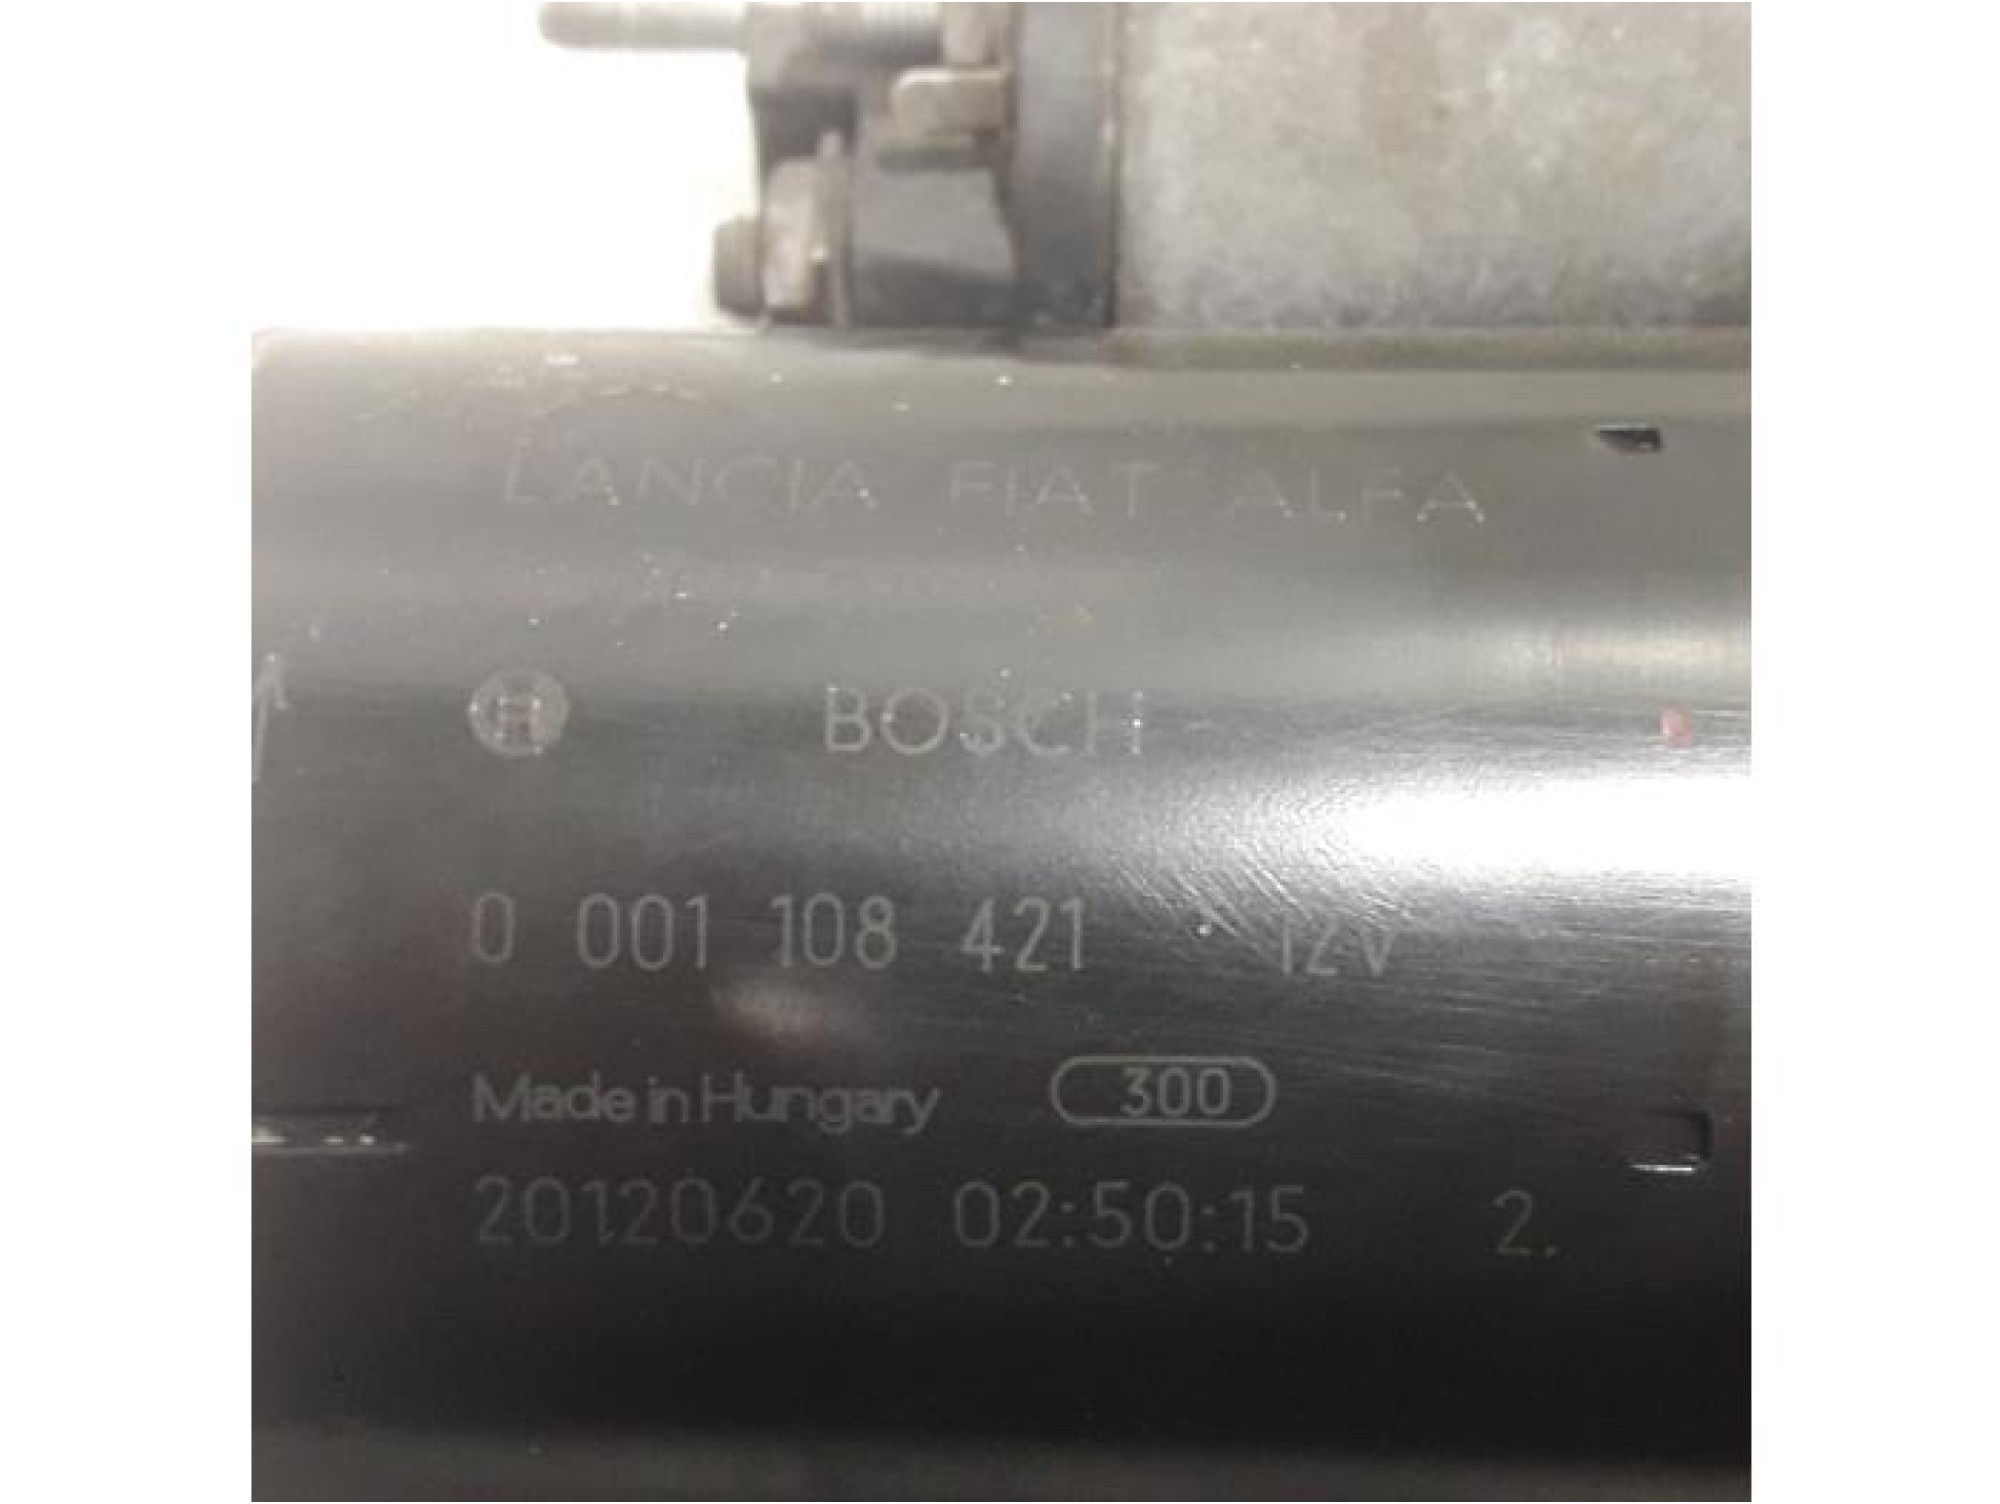 LANCIA FIAT ALFA
H BOSCH
0 001 108 421 12V
Made in Hungary 300
20120620 02:50:15 2.